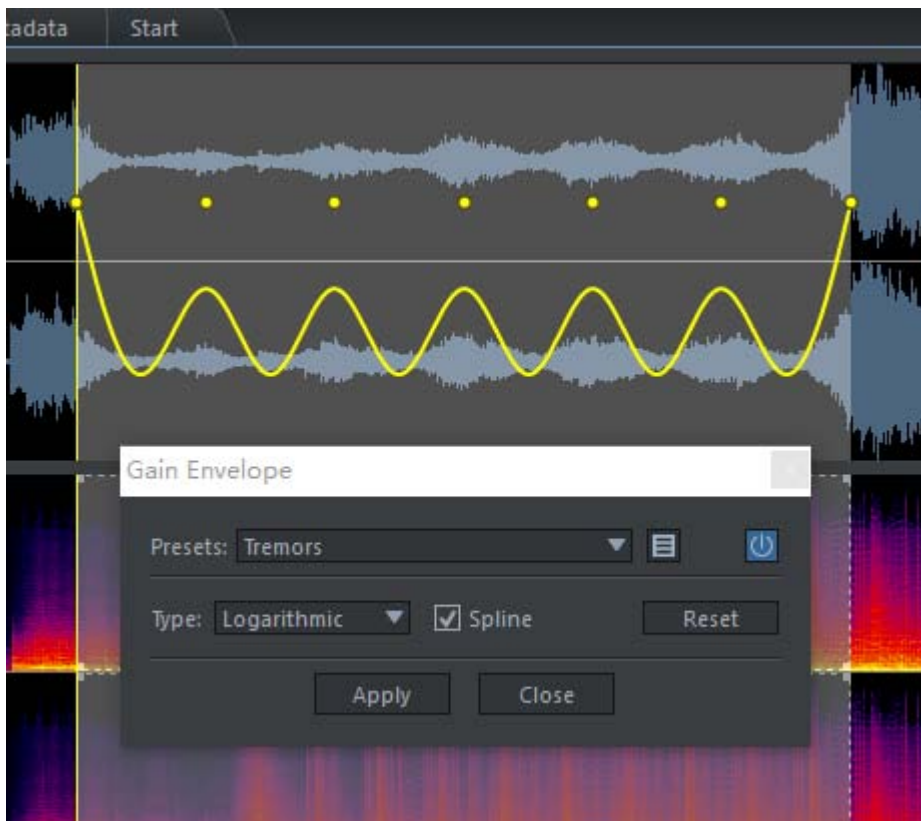 tadata Start
Gain Envelope
Presets: Tremors
Type: Logarithmic Spline Reset
Apply Close